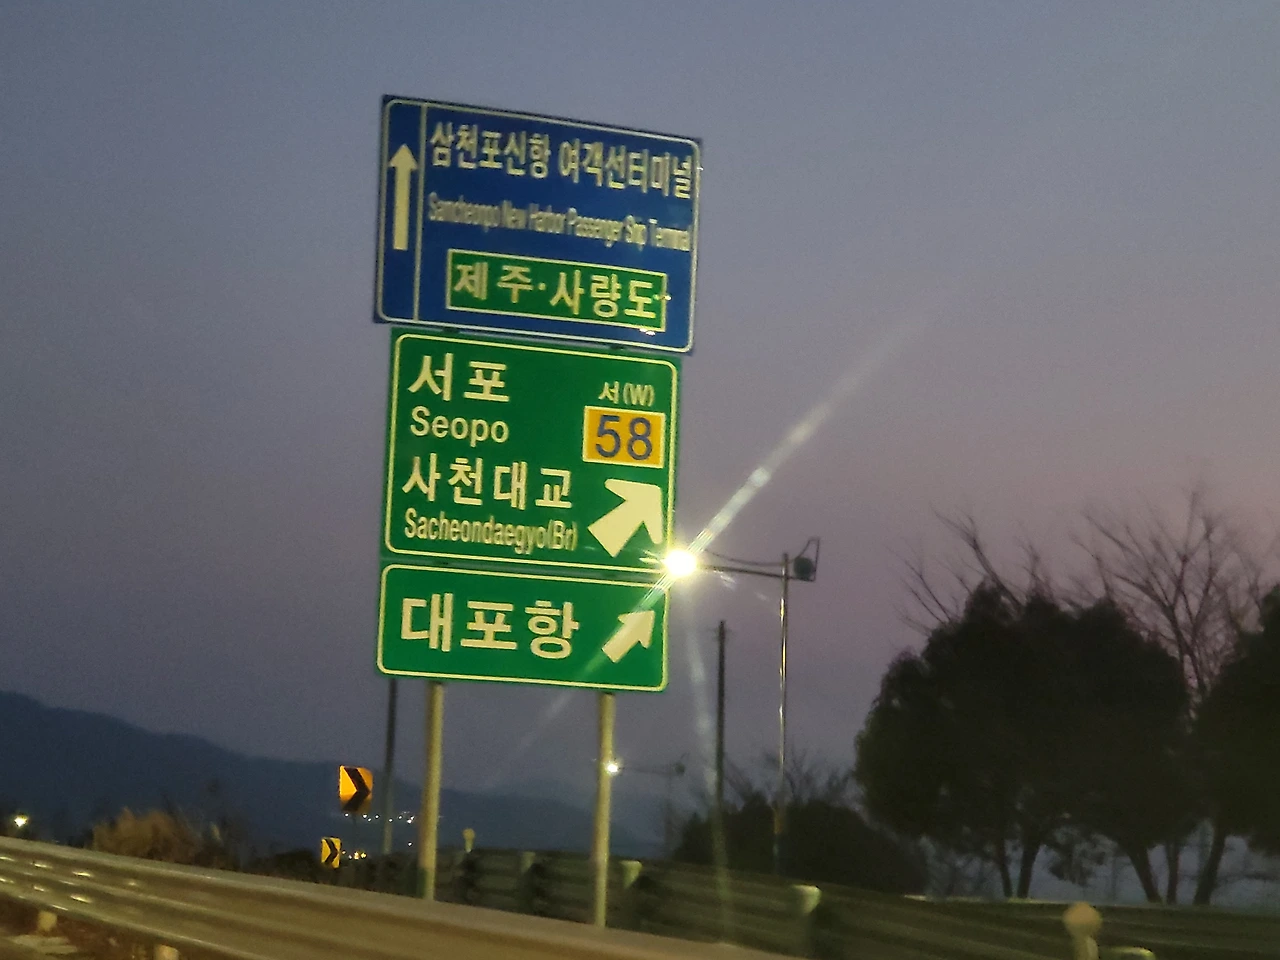 삼천포신항 여객선터미널
Samcheonpo New Harbor Passenger Ship Terminal
제주·사량도
서포
서(W)
Seopo
58
사천대교
Sacheondaegyo(Br)
대포항